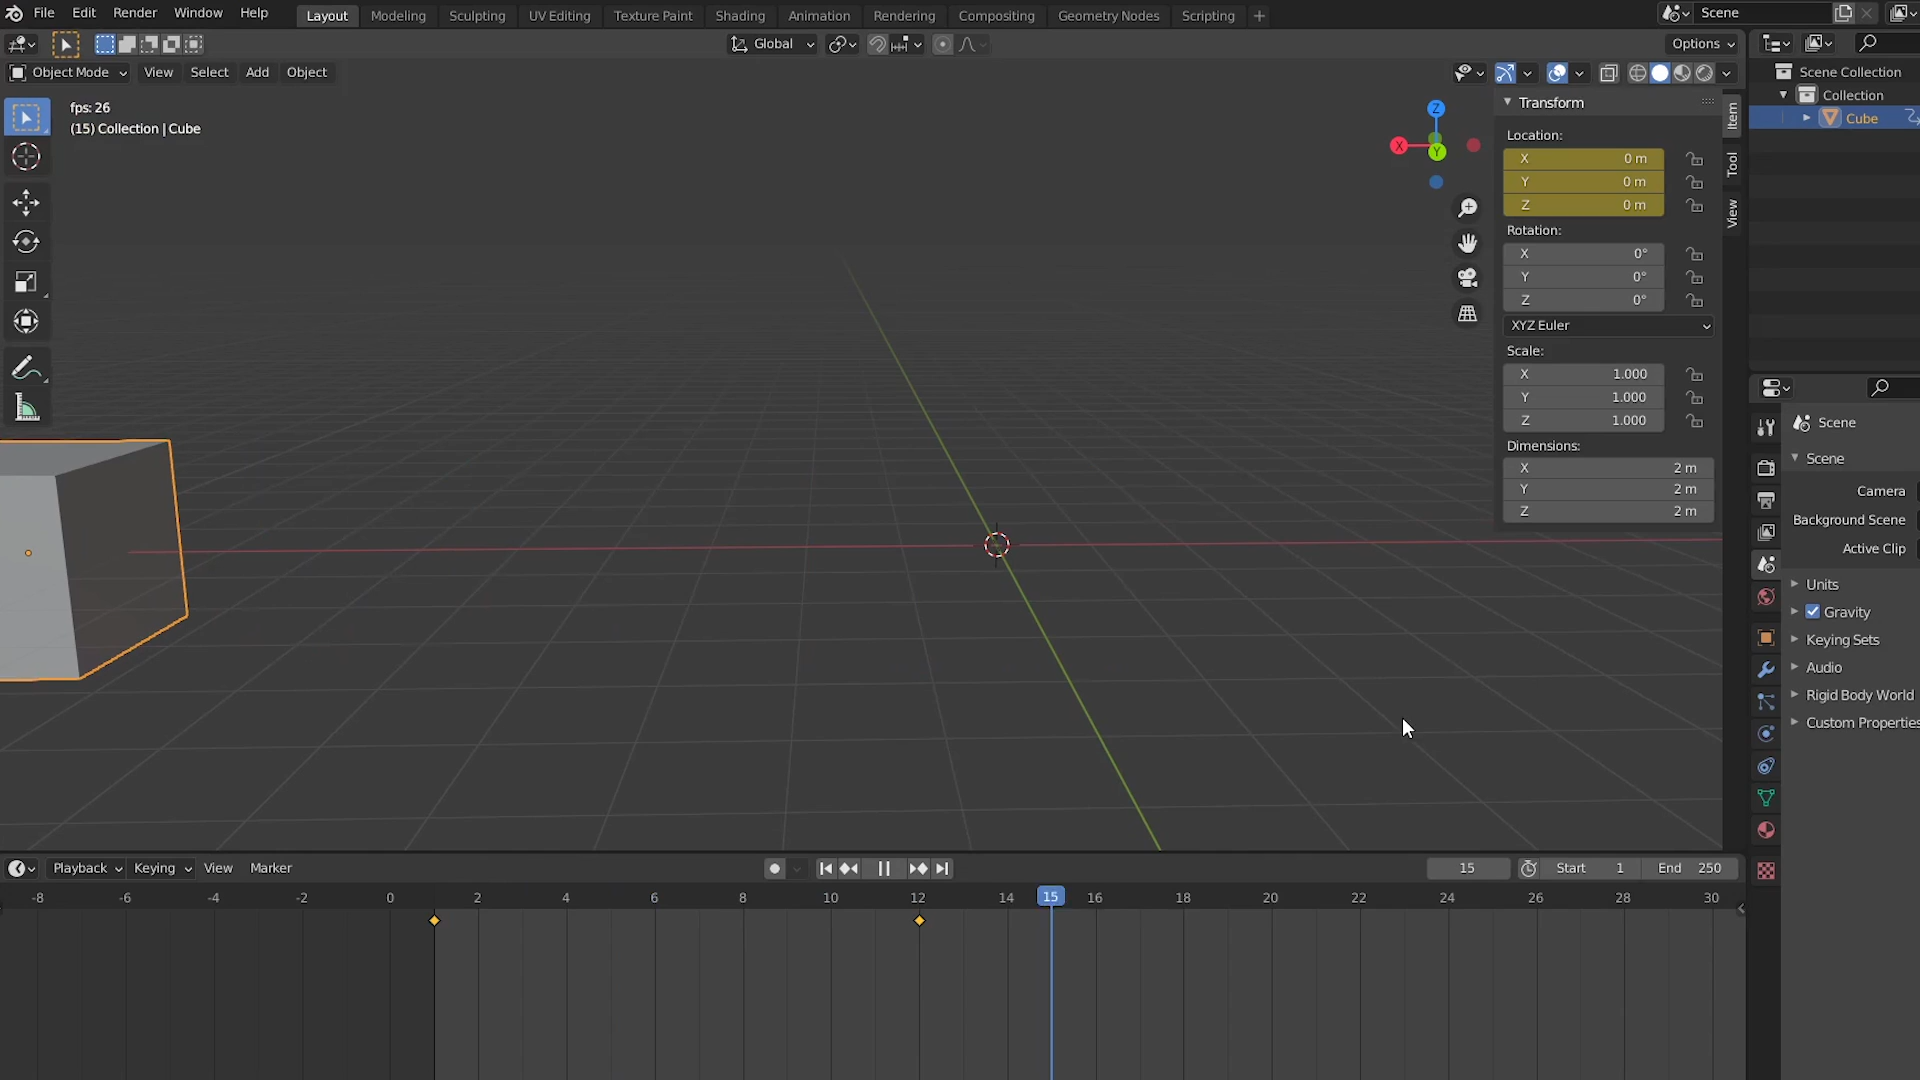 File Edit Render Window Help Layout Modeling Sculpting UV Editing Texture Paint Shading Animation Rendering Compositing Geometry Nodes Scripting + Scene
Global Options
Object Mode View Select Add Object
fps: 26
(15) Collection | Cube
Z
X
Y
Transform
Location:
X 0 m
Y 0 m
Z 0 m
Rotation:
X 0°
Y 0°
Z 0°
XYZ Euler
Scale:
X 1.000
Y 1.000
Z 1.000
Dimensions:
X 2 m
Y 2 m
Z 2 m
Item
Tool
View
Scene Collection
Collection
Cube
Scene
Scene
Camera
Background Scene
Active Clip
Units
Gravity
Keying Sets
Audio
Rigid Body World
Custom Properties
Playback Keying View Marker 15 Start 1 End 250
-8 -6 -4 -2 0 2 4 6 8 10 12 14 15 16 18 20 22 24 26 28 30